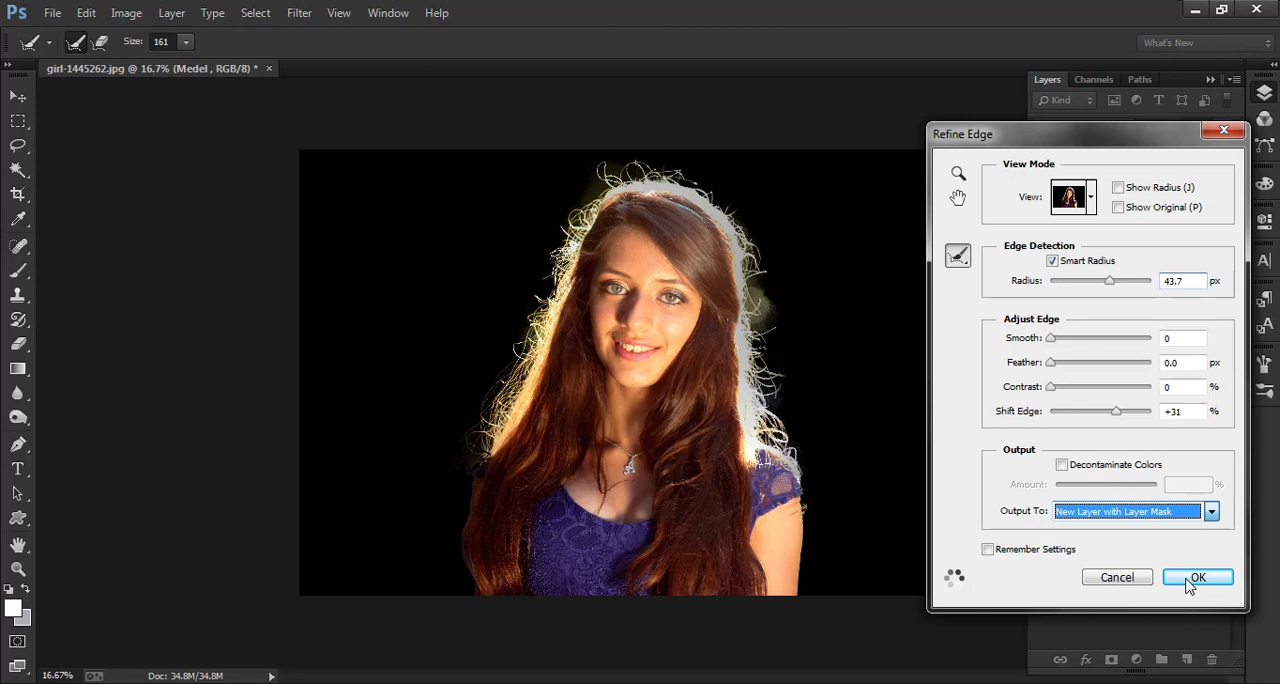 Ps File Edit Image Layer Type Select Filter View Window Help
Size: 161 What's New
girl-1445262.jpg @ 16.7% (Medel , RGB/8) * ×
Layers Channels Paths
Kind
Refine Edge
View Mode
View:
Show Radius (J)
Show Original (P)
Edge Detection
Smart Radius
Radius: 43.7 px
Adjust Edge
Smooth: 0
Feather: 0.0 px
Contrast: 0 %
Shift Edge: +31 %
Output
Decontaminate Colors
Amount: %
Output To: New Layer with Layer Mask
Remember Settings
Cancel OK
16.67% Doc: 34.8M/34.8M